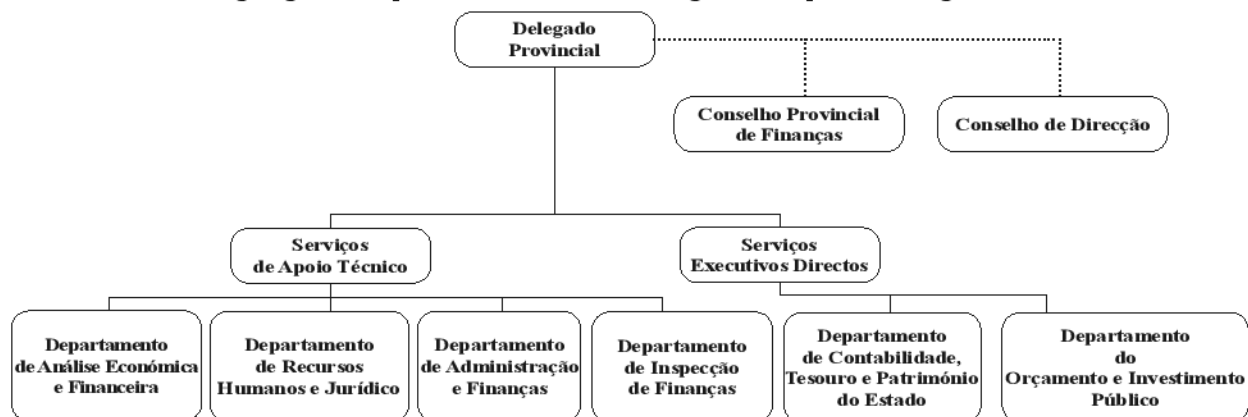 Delegado
Provincial
Conselho Provincial
de Finanças
Conselho de Direcção
Serviços
de Apoio Técnico
Serviços
Executivos Directos
Departamento
de Análise Económica
e Financeira
Departamento
de Recursos
Humanos e Jurídico
Departamento
de Administração
e Finanças
Departamento
de Inspecção
de Finanças
Departamento
de Contabilidade,
Tesouro e Património
do Estado
Departamento
do
Orçamento e Investimento
Público